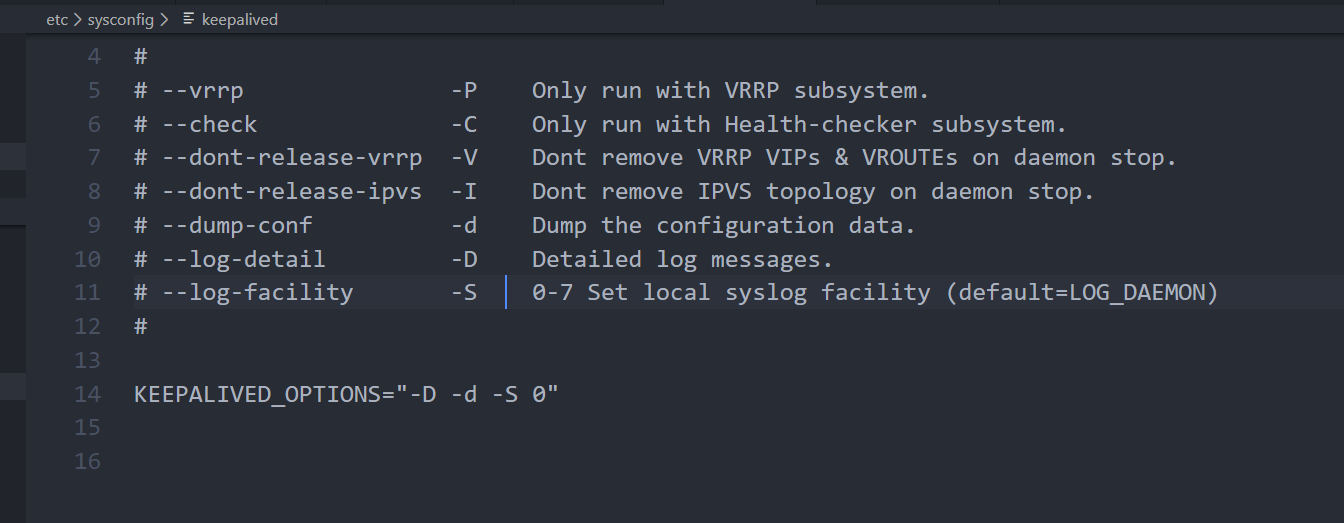 etc > sysconfig > keepalived
4 #
5 # --vrrp -P Only run with VRRP subsystem.
6 # --check -C Only run with Health-checker subsystem.
7 # --dont-release-vrrp -V Dont remove VRRP VIPs & VROUTEs on daemon stop.
8 # --dont-release-ipvs -I Dont remove IPVS topology on daemon stop.
9 # --dump-conf -d Dump the configuration data.
10 # --log-detail -D Detailed log messages.
11 # --log-facility -S 0-7 Set local syslog facility (default=LOG_DAEMON)
12 #
13
14 KEEPALIVED_OPTIONS="-D -d -S 0"
15
16